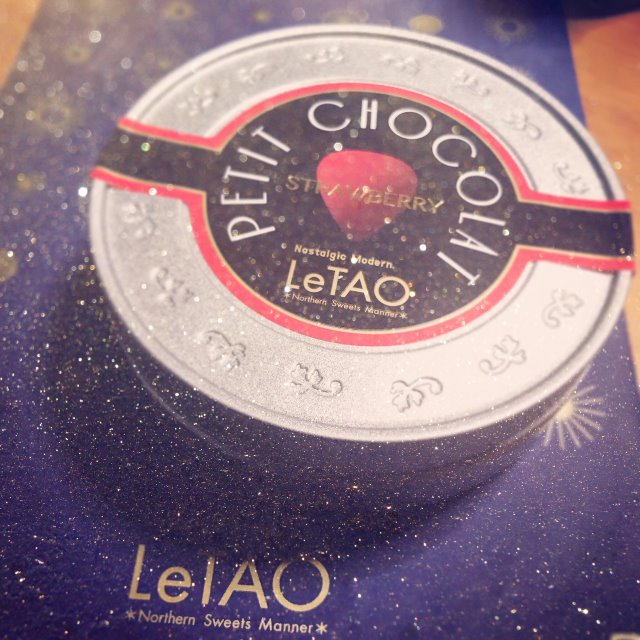 PETIT CHOCOLAT
STRAWBERRY
Nostalgic Modern.
LeTAO
*Northern Sweets Manner*
LeTAO
*Northern Sweets Manner*